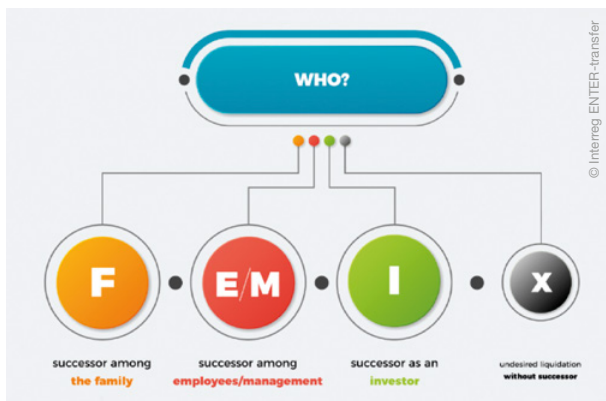 WHO?
© Interreg ENTER-transfer
F
E/M
I
X
successor among
the family
successor among
employees/management
successor as an
investor
undesired liquidation
without successor